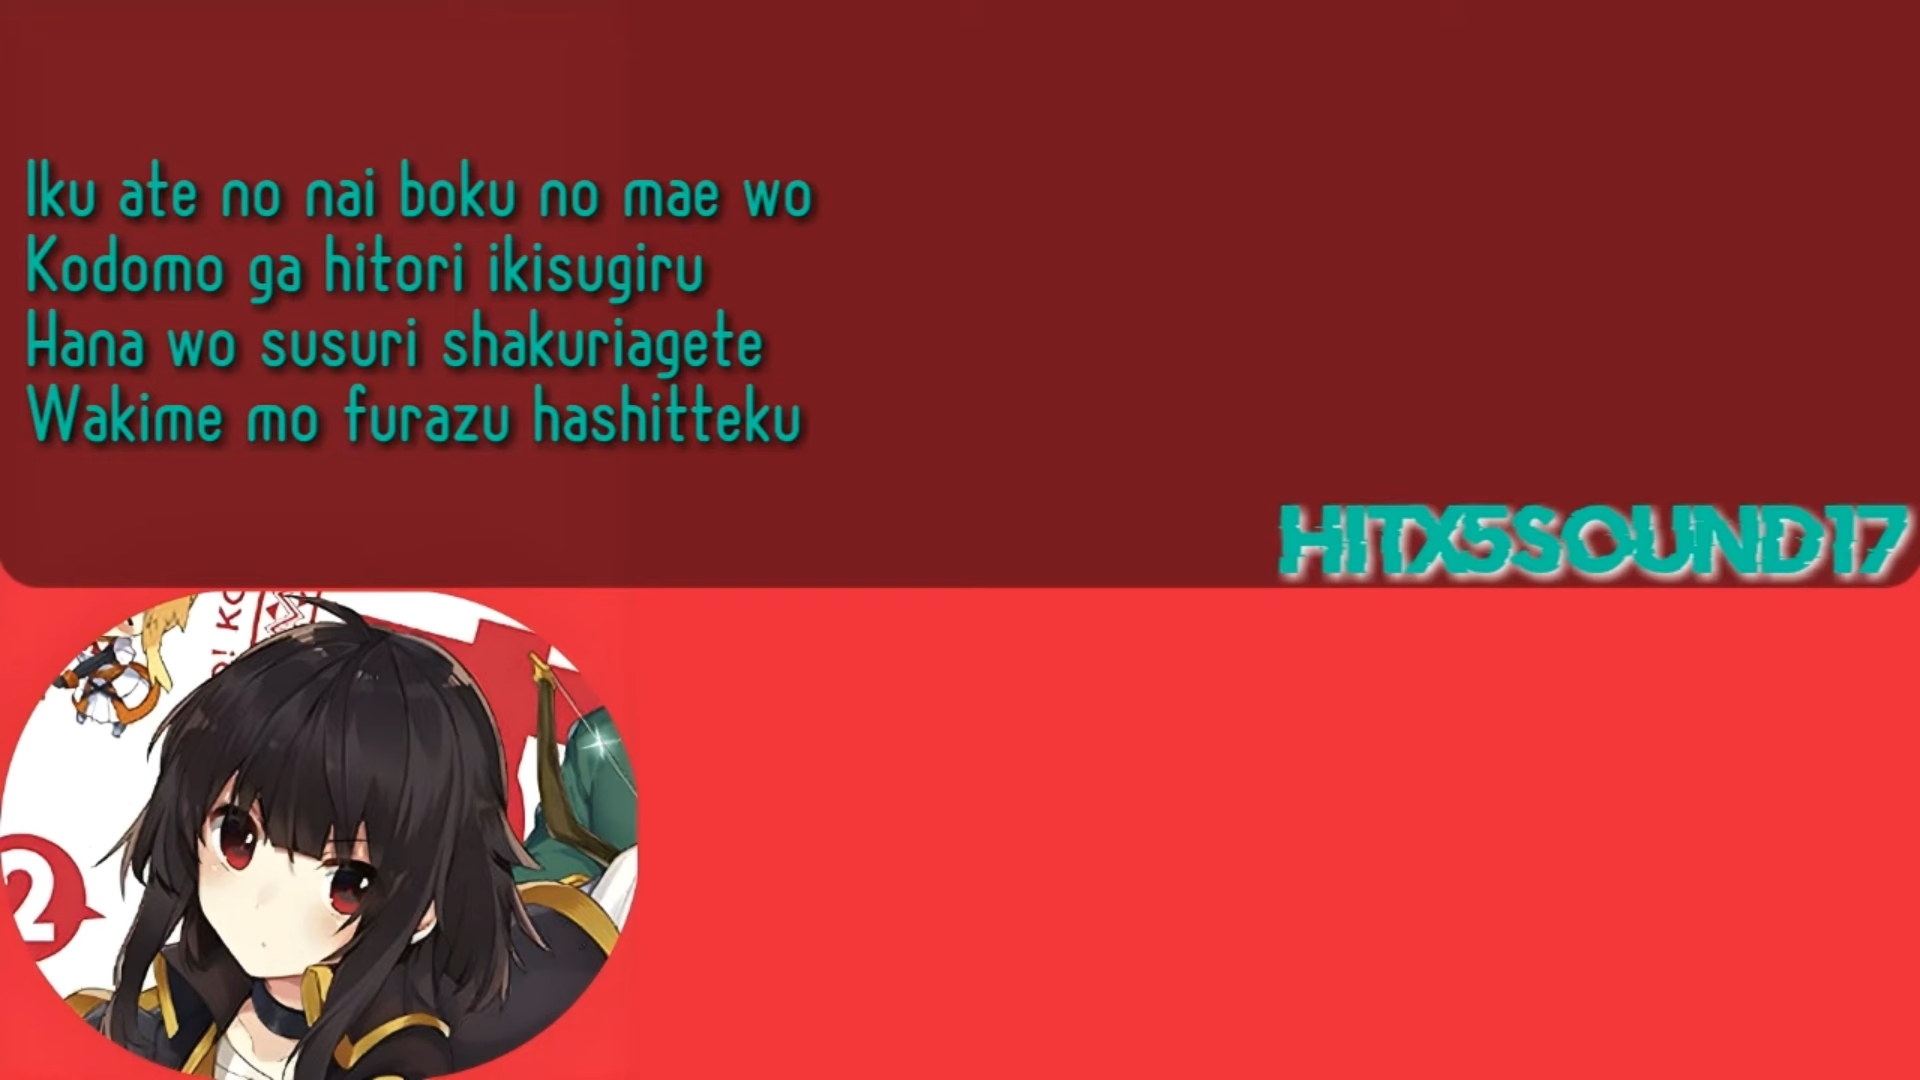 Iku ate no nai boku no mae wo
Kodomo ga hitori ikisugiru
Hana wo susuri shakuriagete
Wakime mo furazu hashitteku
HITX5SOUND17
2